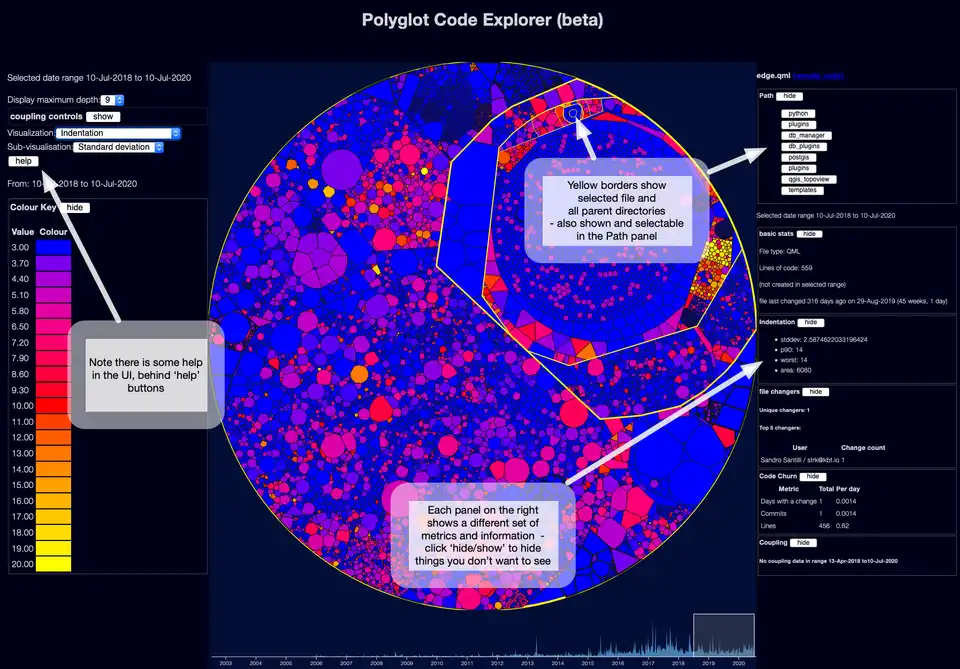 Polyglot Code Explorer (beta)
Selected date range 10-Jul-2018 to 10-Jul-2020
Display maximum depth: 9
coupling controls show
Visualization: Indentation
Sub-visualisation: Standard deviation
help
From: 10-Jul-2018 to 10-Jul-2020
Colour Key hide
Value Colour
3.00
3.70
4.40
5.10
5.80
6.50
7.20
7.90
8.60
9.30
10.00
11.00
12.00
13.00
14.00
15.00
16.00
17.00
18.00
19.00
20.00
Note there is some help
in the UI, behind ‘help’
buttons
Yellow borders show
selected file and
all parent directories
- also shown and selectable
in the Path panel
Each panel on the right
shows a different set of
metrics and information -
click ‘hide/show’ to hide
things you don't want to see
2003 2004 2005 2006 2007 2008 2009 2010 2011 2012 2013 2014 2015 2016 2017 2018 2019 2020
edge.qml
Path hide
python
plugins
db_manager
db_plugins
postgis
plugins
qgis_topoview
templates
Selected date range 10-Jul-2018 to 10-Jul-2020
basic stats hide
File type: QML
Lines of code: 559
(not created in selected range)
file last changed 316 days ago on 29-Aug-2019 (45 weeks, 1 day)
Indentation hide
stddev: 2.5874622033196424
p90: 14
worst: 14
area: 6080
file changers hide
Unique changers: 1
Top 5 changers:
User Change count
Sandro Santilli / strk@kbt.io 1
Code Churn hide
Metric Total Per day
Days with a change 1 0.0014
Commits 1 0.0014
Lines 456 0.62
Coupling hide
No coupling data in range 13-Apr-2018 to10-Jul-2020